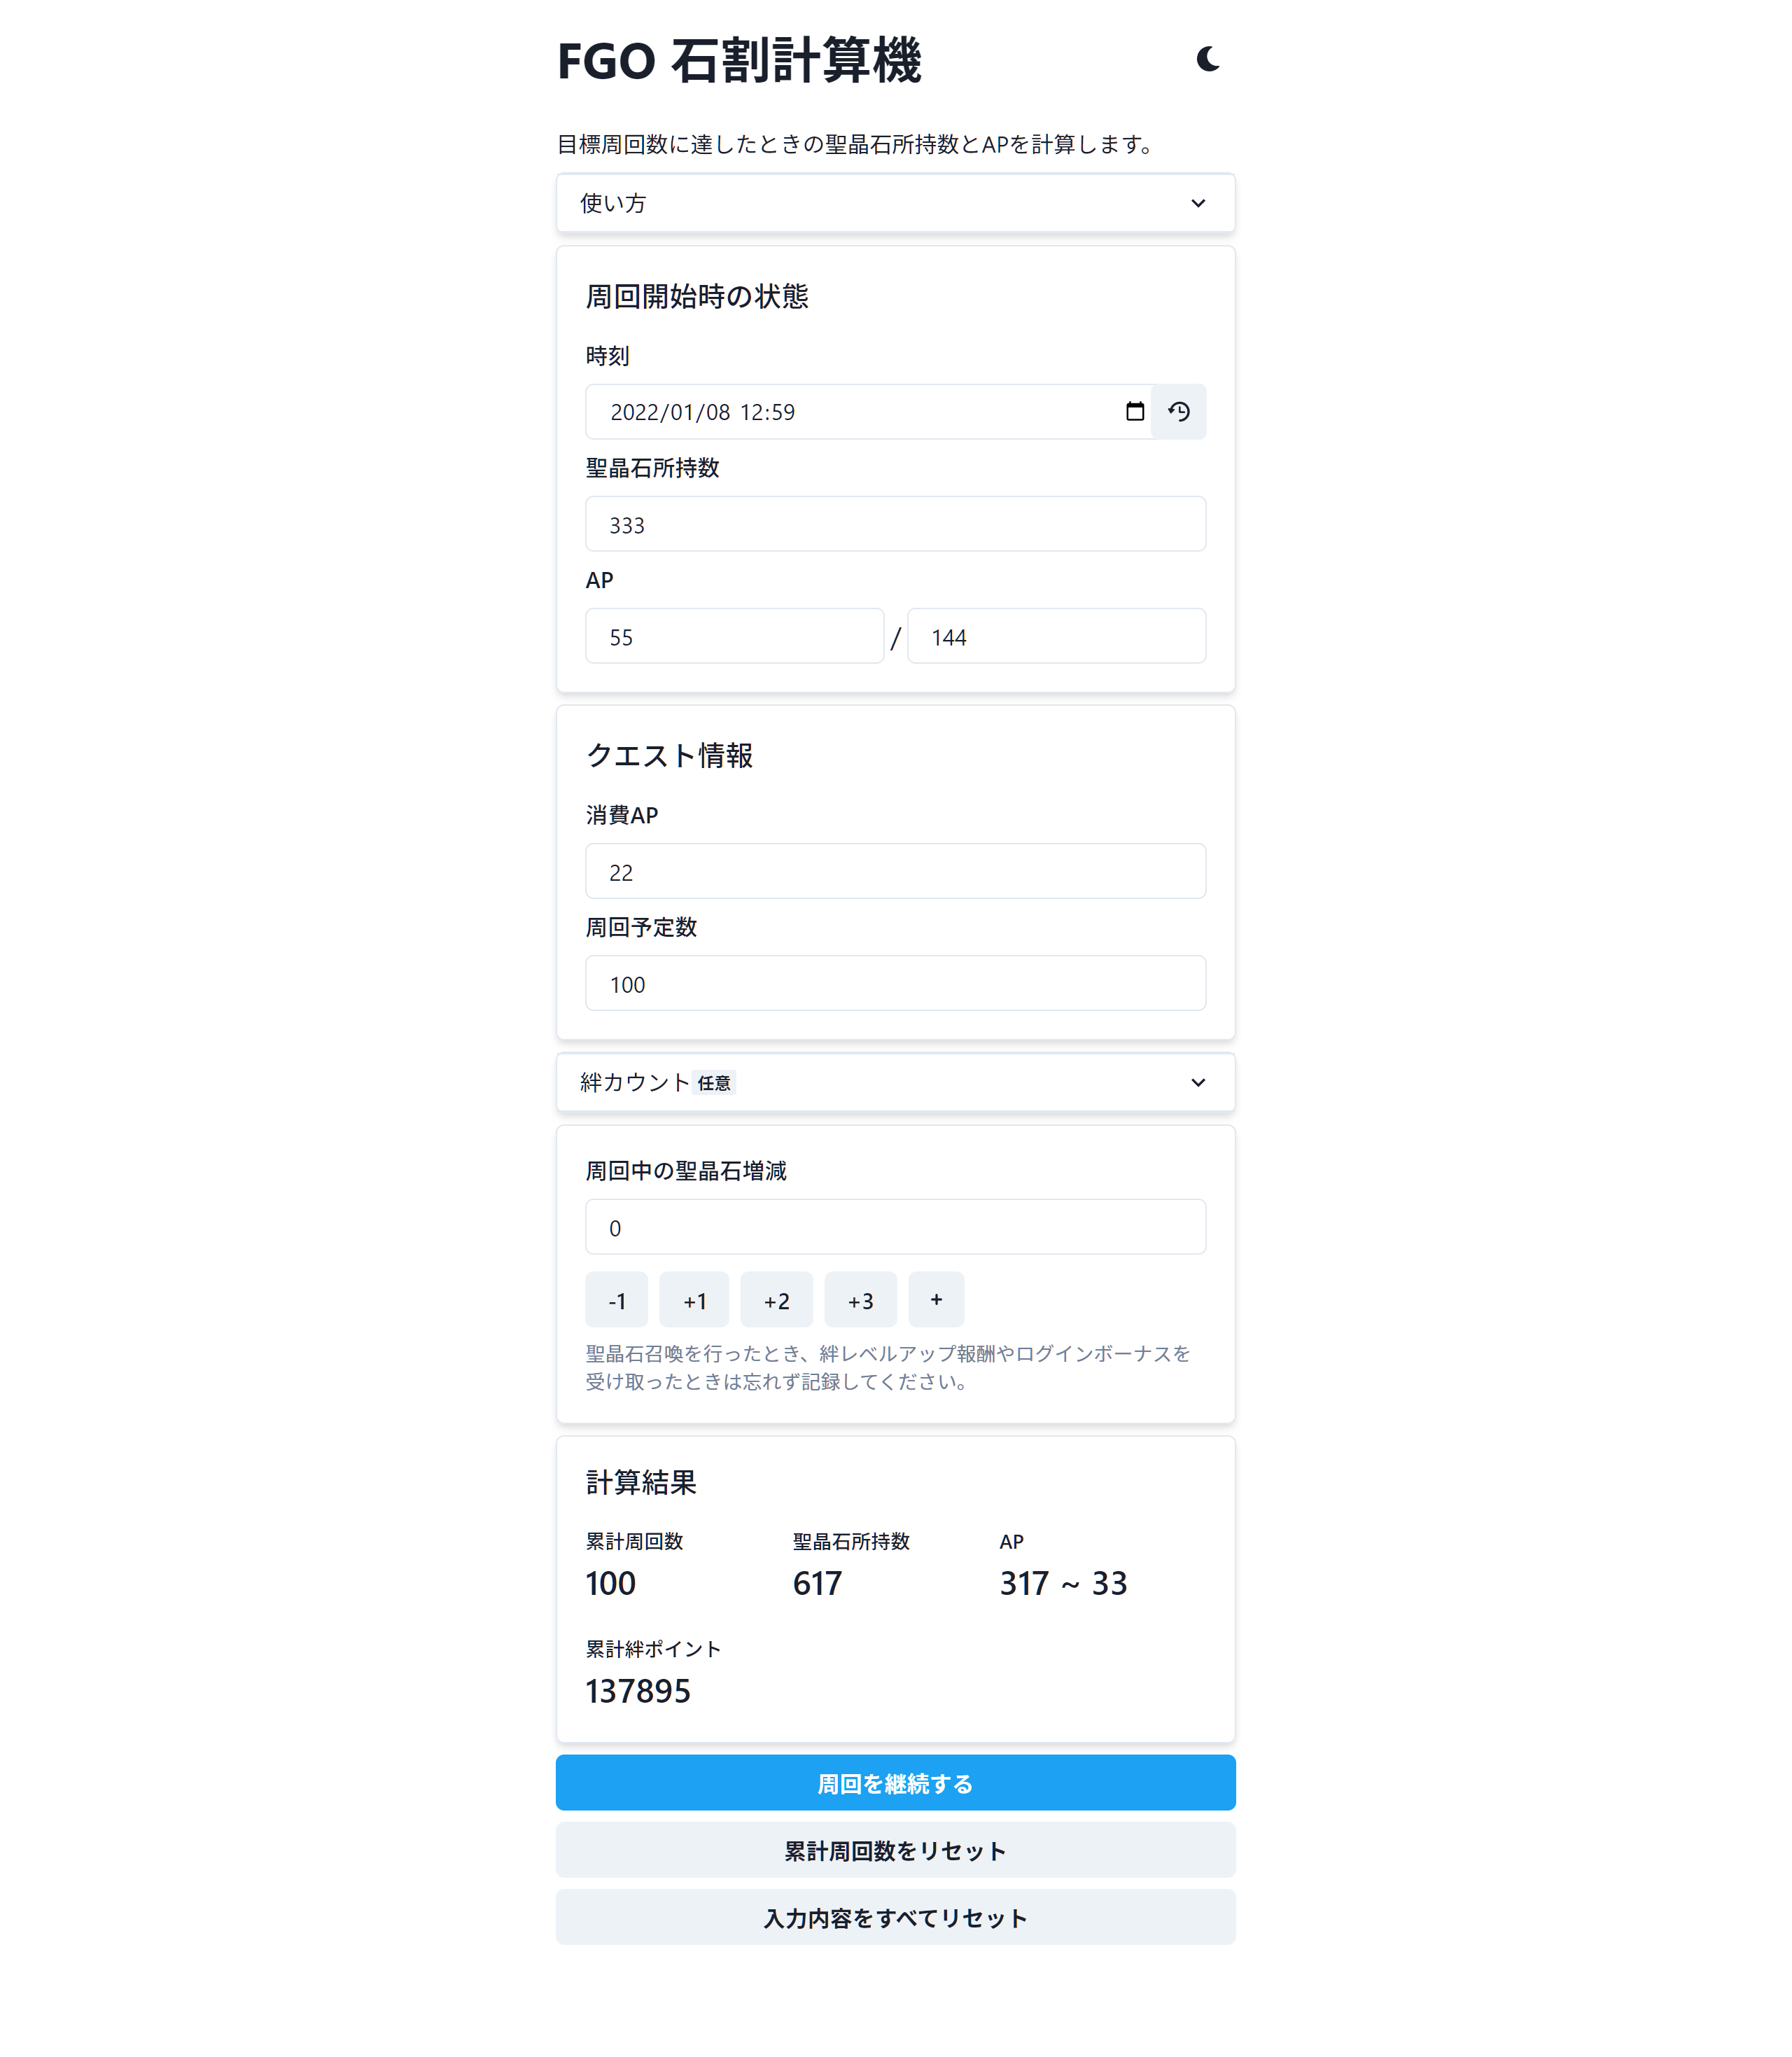 FGO 石割計算機
目標周回数に達したときの聖晶石所持数とAPを計算します。
使い方
周回開始時の状態
時刻
2022/01/08 12:59
聖晶石所持数
333
AP
55 / 144
クエスト情報
消費AP
22
周回予定数
100
絆カウント 任意
周回中の聖晶石増減
0
-1 +1 +2 +3 +
聖晶石召喚を行ったとき、絆レベルアップ報酬やログインボーナスを
受け取ったときは忘れず記録してください。
計算結果
累計周回数 聖晶石所持数 AP
100 617 317 ~ 33
累計絆ポイント
137895
周回を継続する
累計周回数をリセット
入力内容をすべてリセット